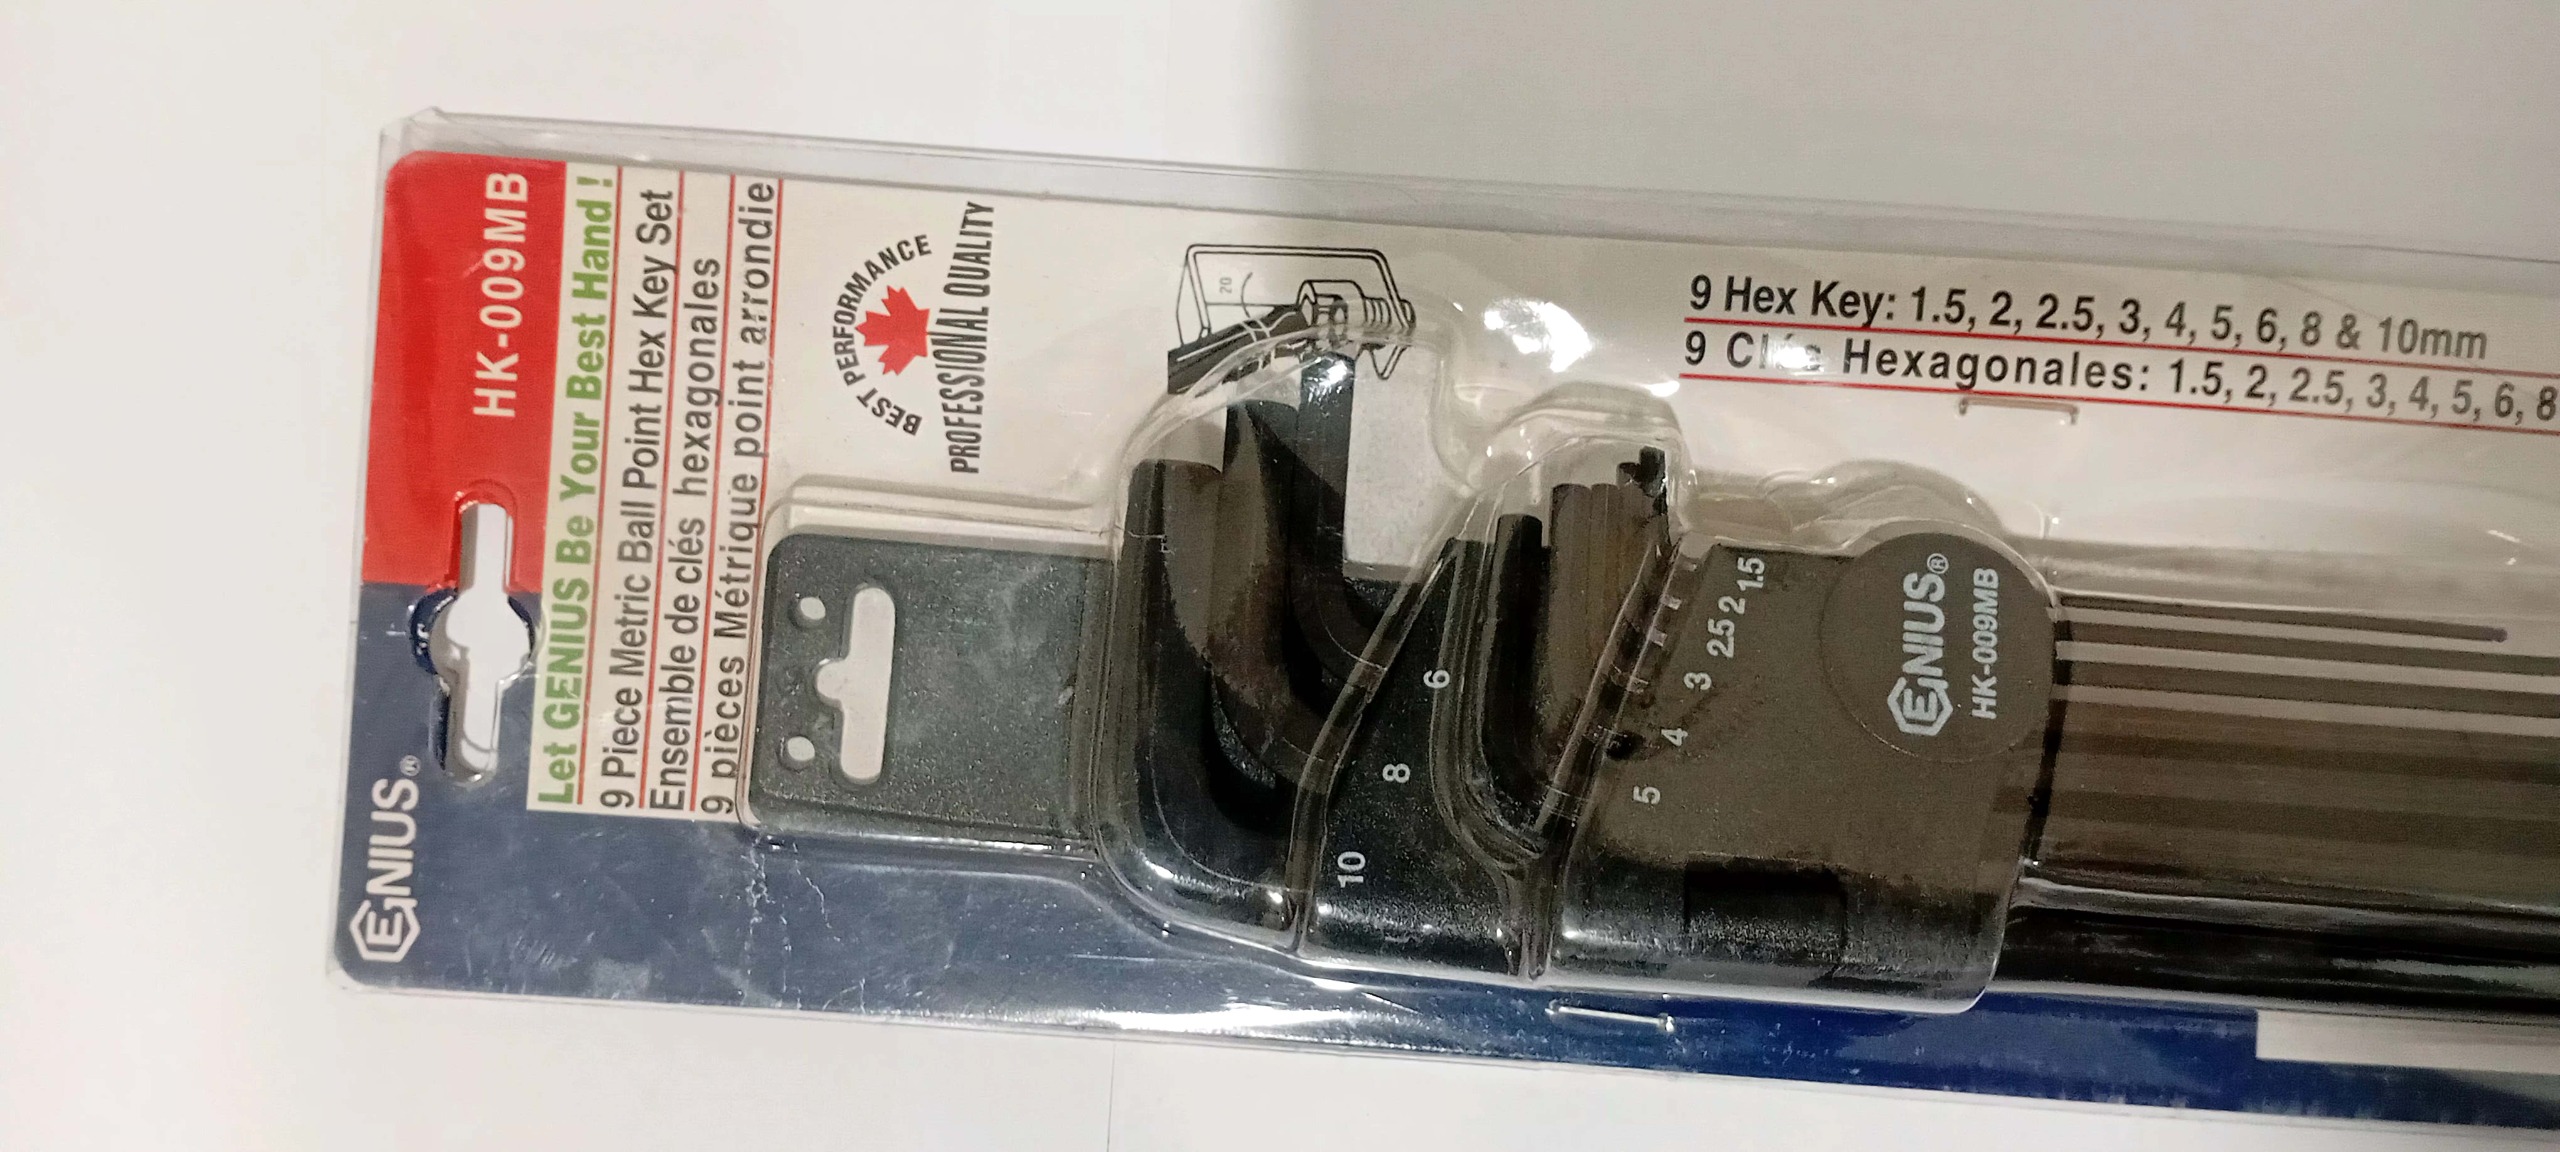 GENIUS®
HK-009MB
Let GENIUS Be Your Best Hand!
9 Piece Metric Ball Point Hex Key Set
Ensemble de clés hexagonales
9 pièces Métrique point arrondie
BEST PERFORMANCE
PROFESSIONAL QUALITY
20
9 Hex Key: 1.5, 2, 2.5, 3, 4, 5, 6, 8 & 10mm
9 Clés Hexagonales: 1.5, 2, 2.5, 3, 4, 5, 6, 8
1.5
2
2.5
3
4
5
6
8
10
GENIUS®
HK-009MB